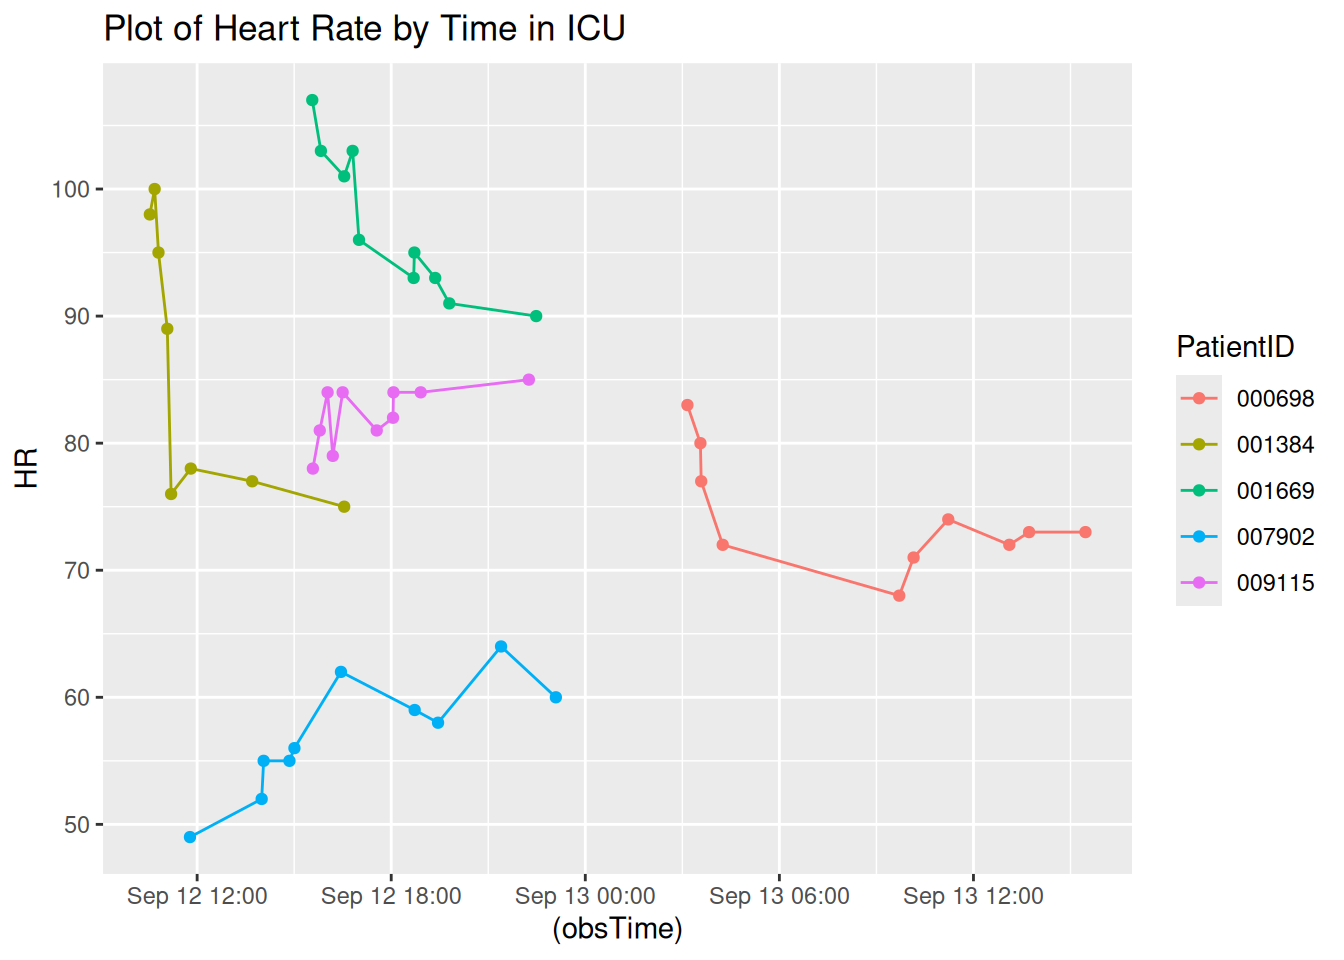 Plot of Heart Rate by Time in ICU
100
90
80
70
60
50
HR
Sep 12 12:00 Sep 12 18:00 Sep 13 00:00 Sep 13 06:00 Sep 13 12:00
(obsTime)
PatientID
000698
001384
001669
007902
009115